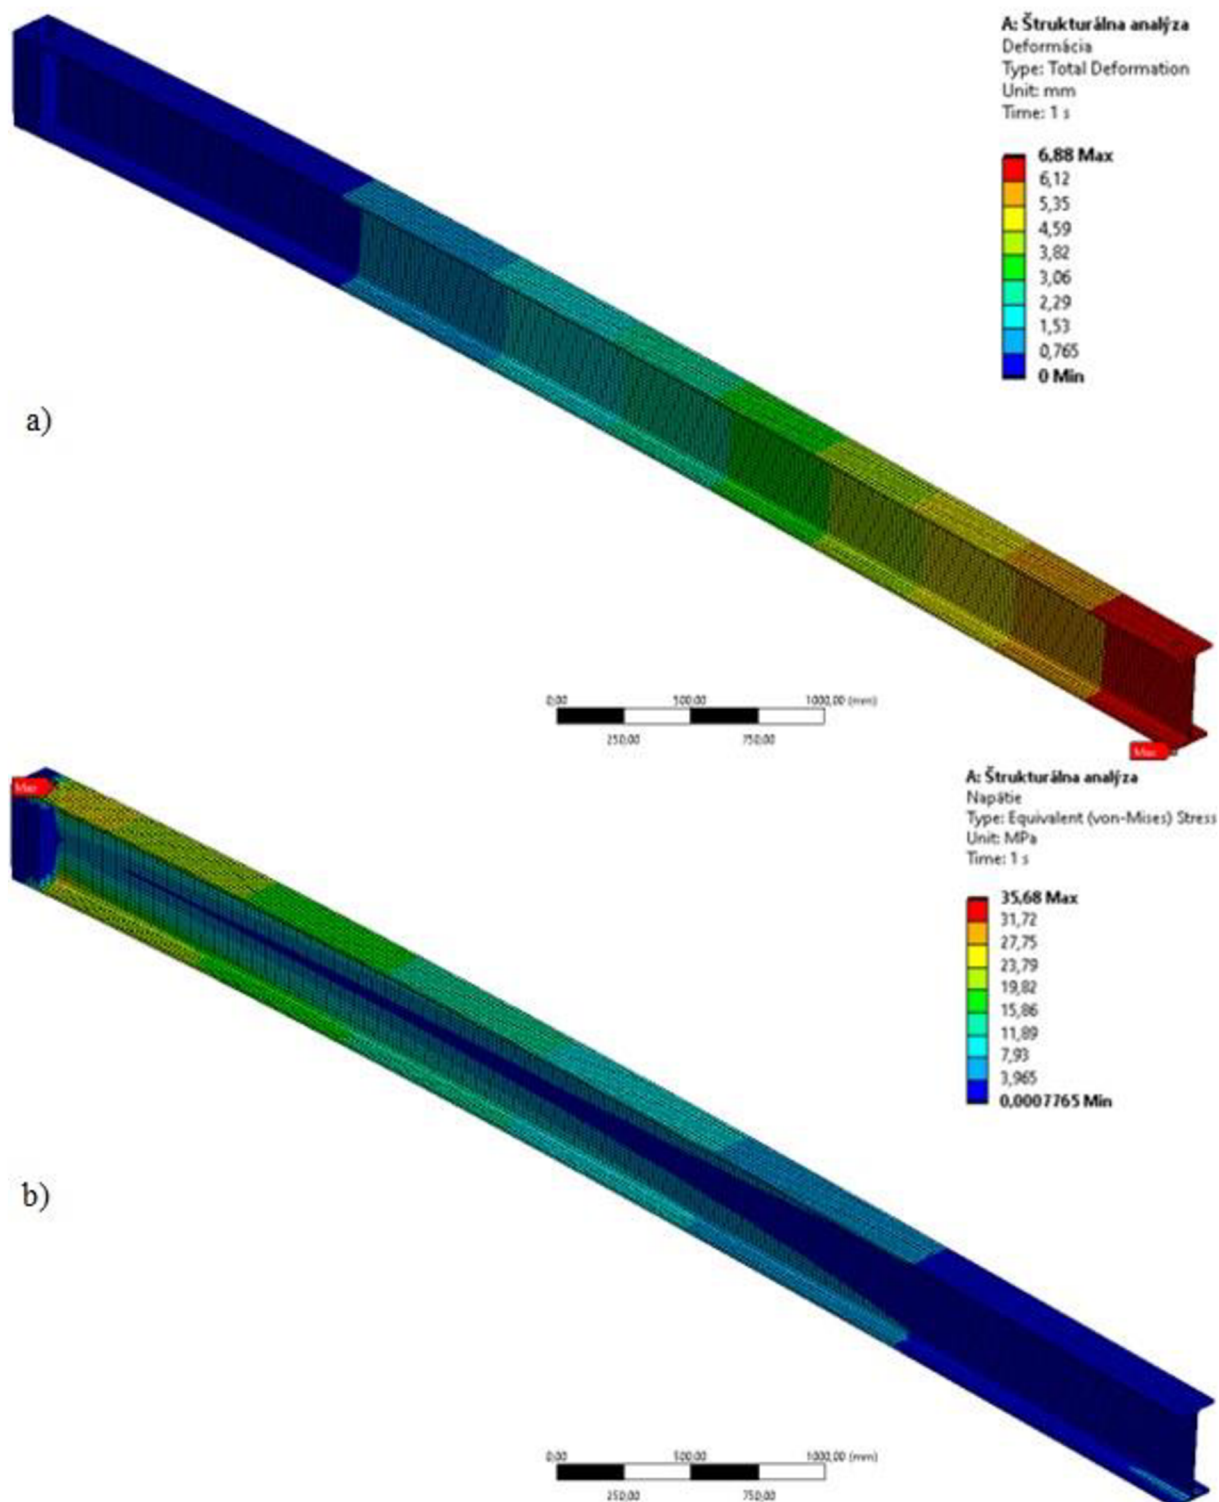 A: Štrukturálna analýza
Deformácia
Type: Total Deformation
Unit: mm
Time: 1 s
6,88 Max
6,12
5,35
4,59
3,82
3,06
2,29
1,53
0,765
0 Min
a)
0,00 500,00 1000,00 (mm)
250,00 750,00
Max
A: Štrukturálna analýza
Napätie
Type: Equivalent (von-Mises) Stress
Unit: MPa
Time: 1 s
Max
35,68 Max
31,72
27,75
23,79
19,82
15,86
11,89
7,93
3,965
0,0007765 Min
b)
0,00 500,00 1000,00 (mm)
250,00 750,00